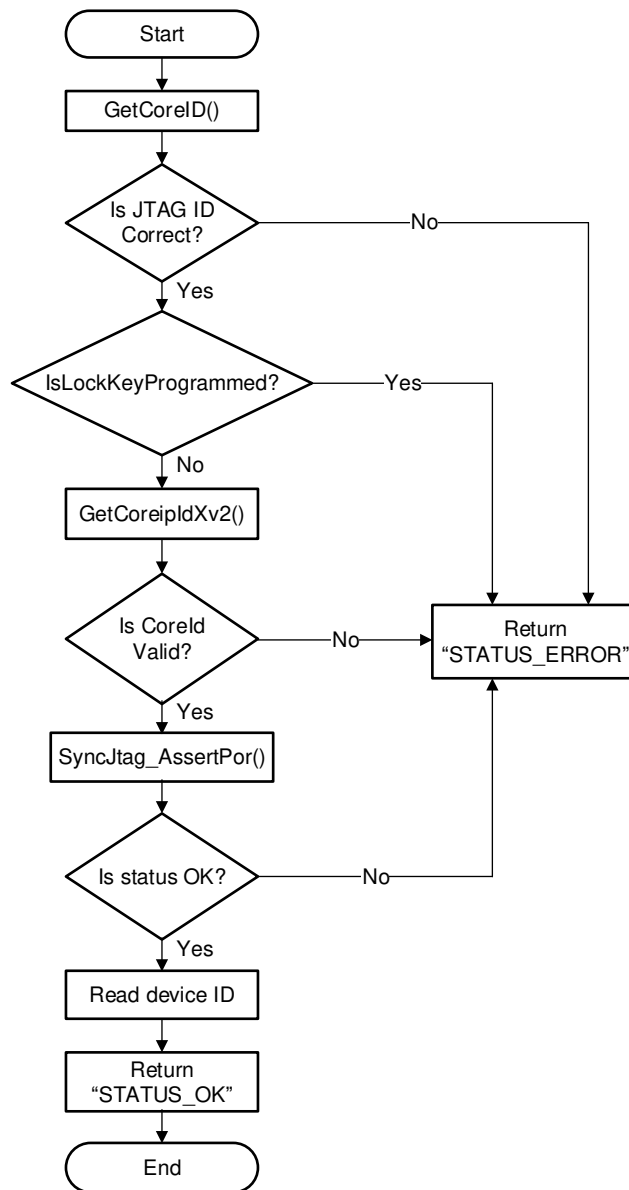 Start
GetCoreID()
Is JTAG ID
Correct?
No
Yes
IsLockKeyProgrammed?
Yes
No
GetCoreipIdXv2()
Is CoreId
Valid?
No
Return
“STATUS_ERROR”
Yes
SyncJtag_AssertPor()
Is status OK?
No
Yes
Read device ID
Return
“STATUS_OK”
End